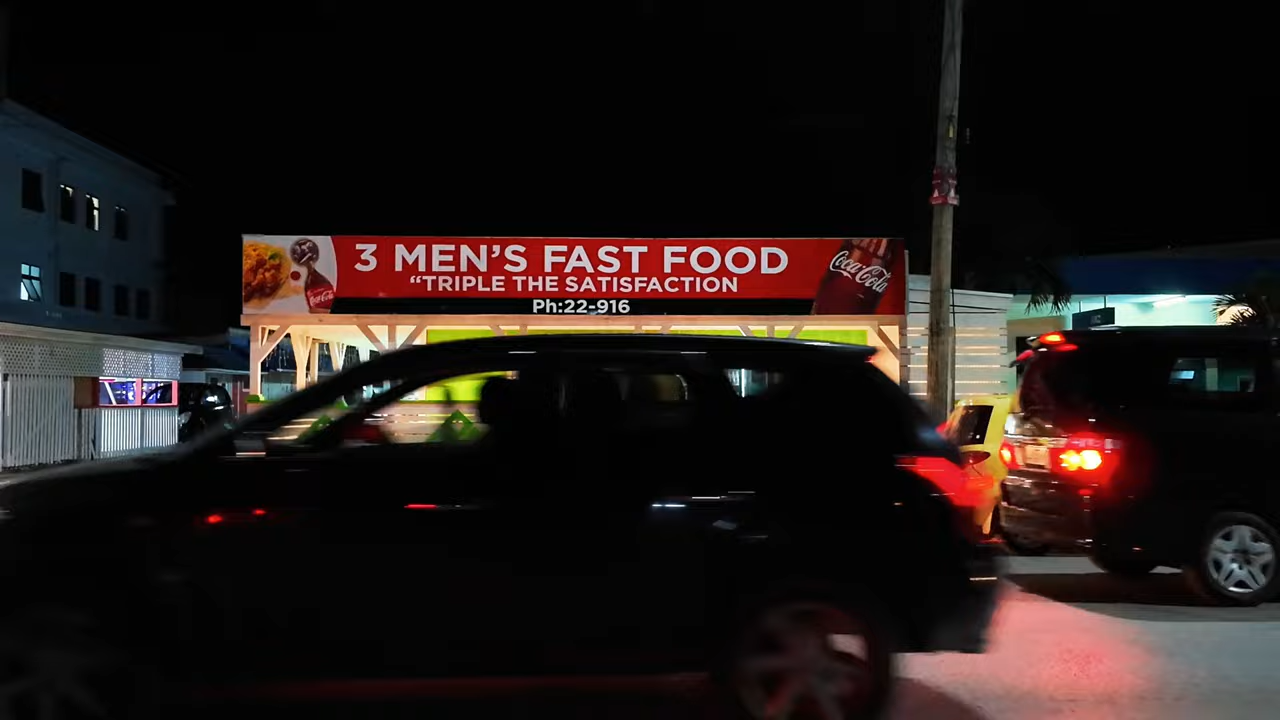 3 MEN'S FAST FOOD
“TRIPLE THE SATISFACTION
Ph:22-916
Coca-Cola
Coca-Cola